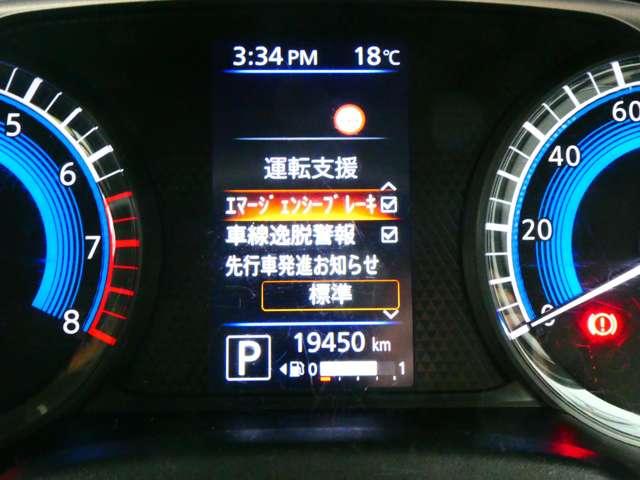 3:34 PM 18℃
運転支援
エマージェンシーブレーキ
車線逸脱警報
先行車発進お知らせ
標準
P 19450 km
0 1
5
6
7
8
60
40
20
0